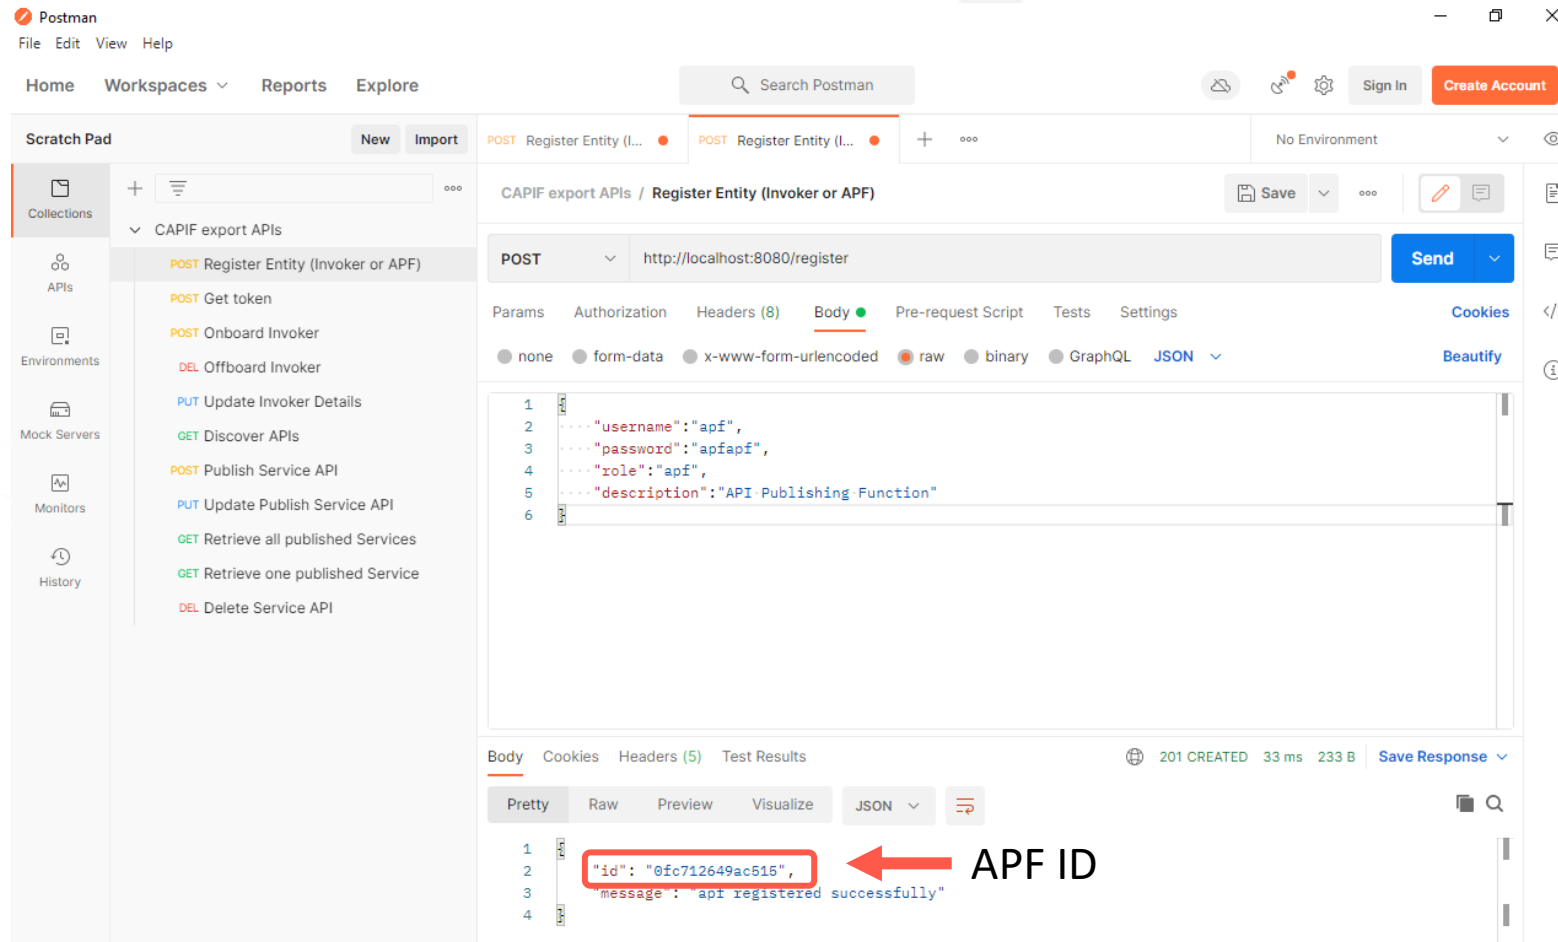 Postman
File Edit View Help
Home Workspaces Reports Explore Search Postman Sign In Create Account
Scratch Pad New Import POST Register Entity (I... POST Register Entity (I... No Environment
Collections
APIs
Environments
Mock Servers
Monitors
History
CAPIF export APIs
POST Register Entity (Invoker or APF)
POST Get token
POST Onboard Invoker
DEL Offboard Invoker
PUT Update Invoker Details
GET Discover APIs
POST Publish Service API
PUT Update Publish Service API
GET Retrieve all published Services
GET Retrieve one published Service
DEL Delete Service API
CAPIF export APIs / Register Entity (Invoker or APF) Save
POST http://localhost:8080/register Send
Params Authorization Headers (8) Body Pre-request Script Tests Settings Cookies
none form-data x-www-form-urlencoded raw binary GraphQL JSON Beautify
1 {
2 "username":"apf",
3 "password":"apfapf",
4 "role":"apf",
5 "description":"API Publishing Function"
6 }
Body Cookies Headers (5) Test Results 201 CREATED 33 ms 233 B Save Response
Pretty Raw Preview Visualize JSON
1 {
2 "id": "0fc712649ac515",
3 "message": "apf registered successfully"
4 }
APF ID